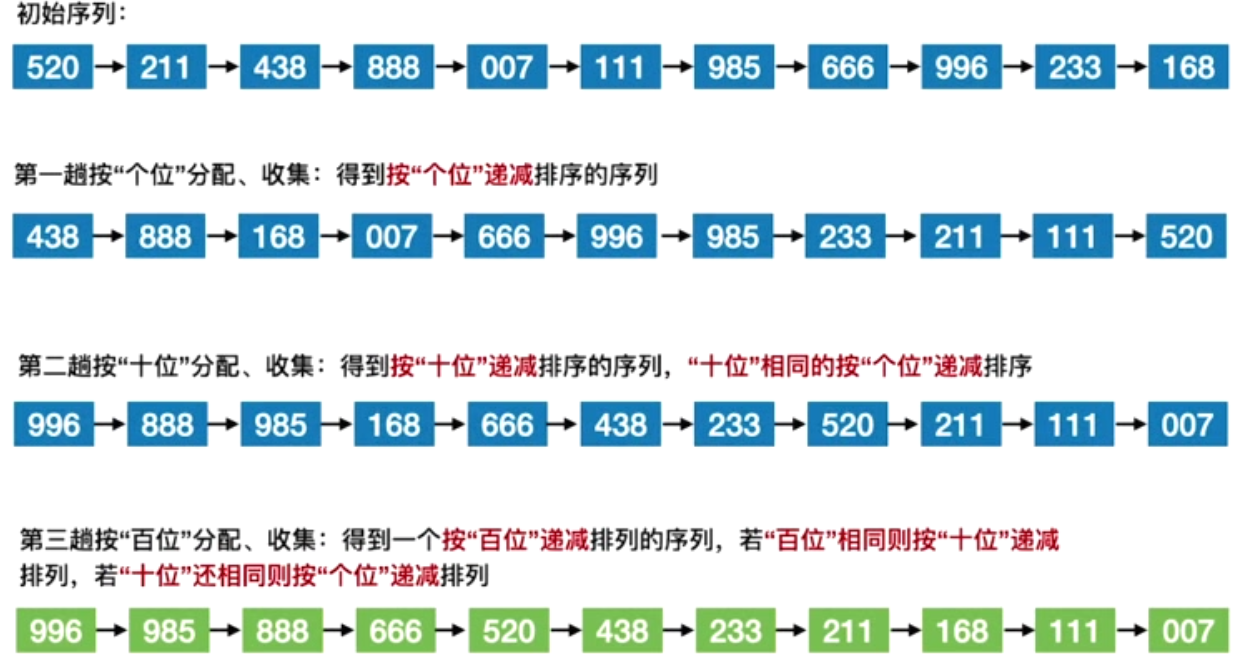 初始序列：
520 → 211 → 438 → 888 → 007 → 111 → 985 → 666 → 996 → 233 → 168
第一趟按“个位”分配、收集：得到按“个位”递减排序的序列
438 → 888 → 168 → 007 → 666 → 996 → 985 → 233 → 211 → 111 → 520
第二趟按“十位”分配、收集：得到按“十位”递减排序的序列，“十位”相同的按“个位”递减排序
996 → 888 → 985 → 168 → 666 → 438 → 233 → 520 → 211 → 111 → 007
第三趟按“百位”分配、收集：得到一个按“百位”递减排列的序列，若“百位”相同则按“十位”递减
排列，若“十位”还相同则按“个位”递减排列
996 → 985 → 888 → 666 → 520 → 438 → 233 → 211 → 168 → 111 → 007